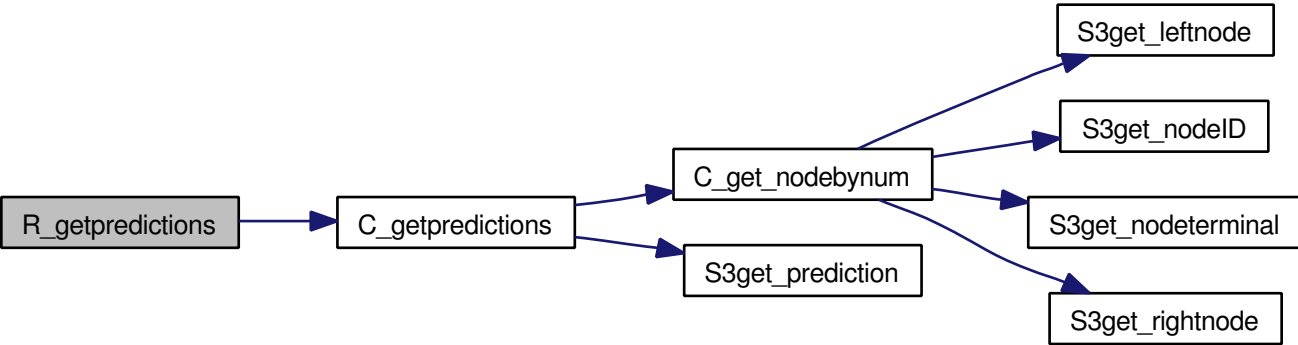 R_getpredictions
C_getpredictions
C_get_nodebynum
S3get_prediction
S3get_leftnode
S3get_nodeID
S3get_nodeterminal
S3get_rightnode